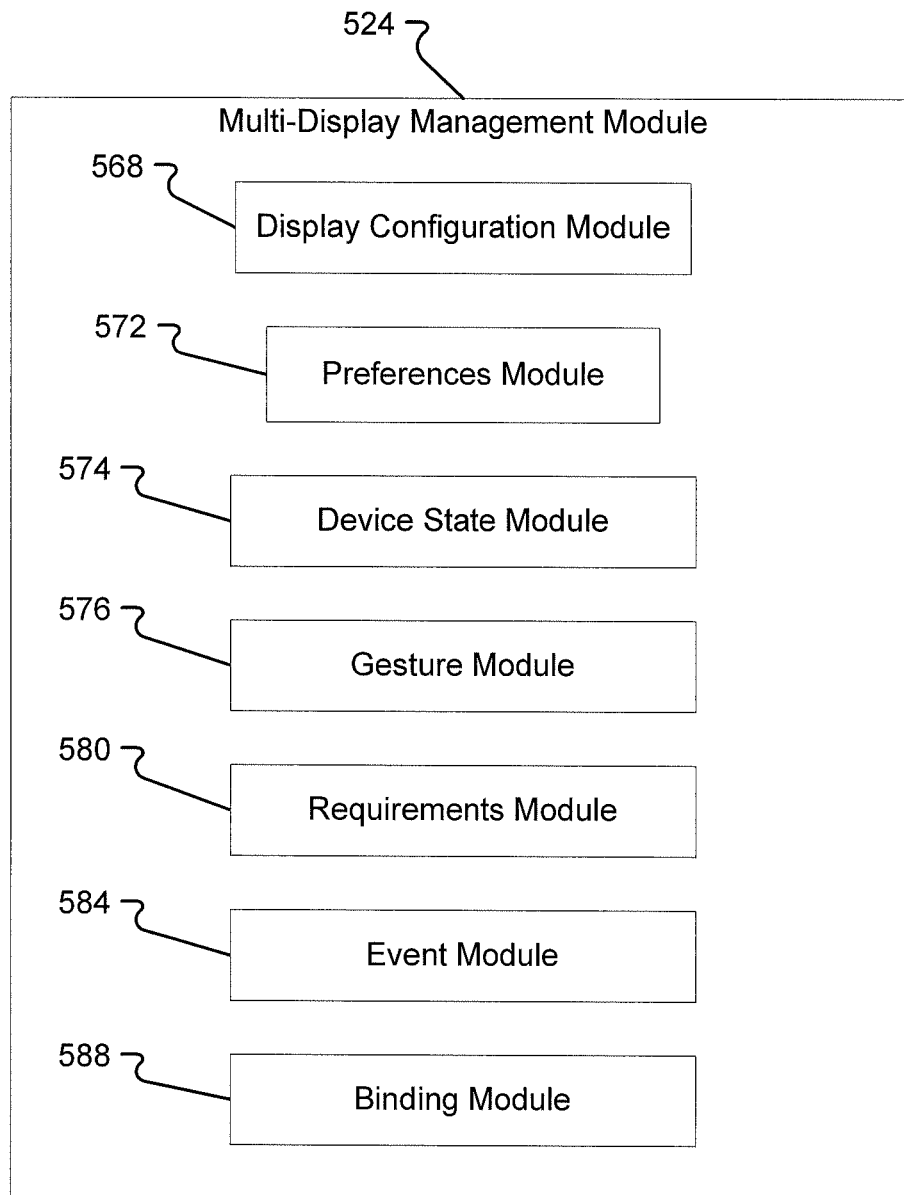 524
Multi-Display Management Module
568
Display Configuration Module
572
Preferences Module
574
Device State Module
576
Gesture Module
580
Requirements Module
584
Event Module
588
Binding Module